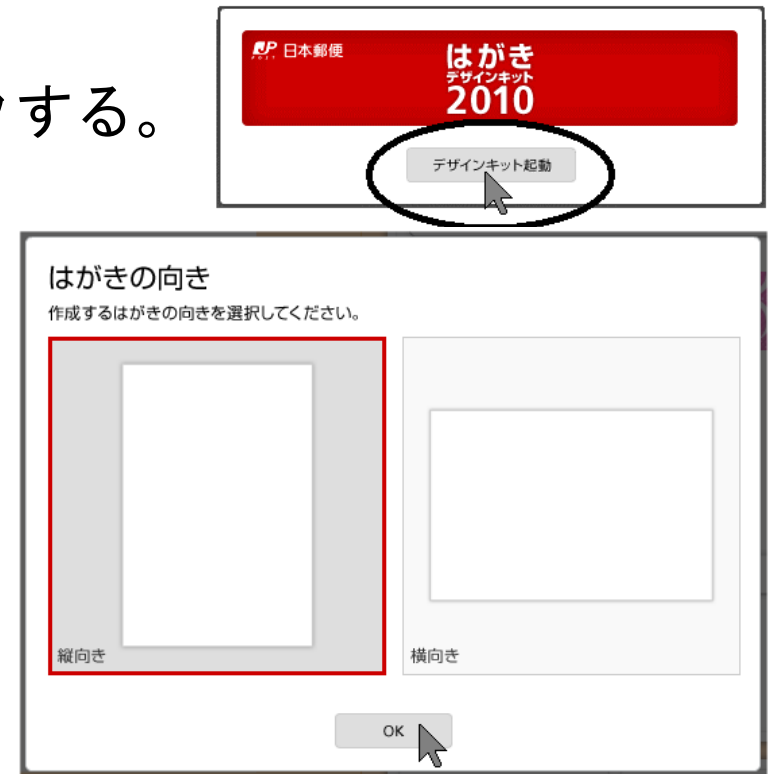 クする。
JP POST 日本郵便
はがき
デザインキット
2010
デザインキット起動
はがきの向き
作成するはがきの向きを選択してください。
縦向き
横向き
OK